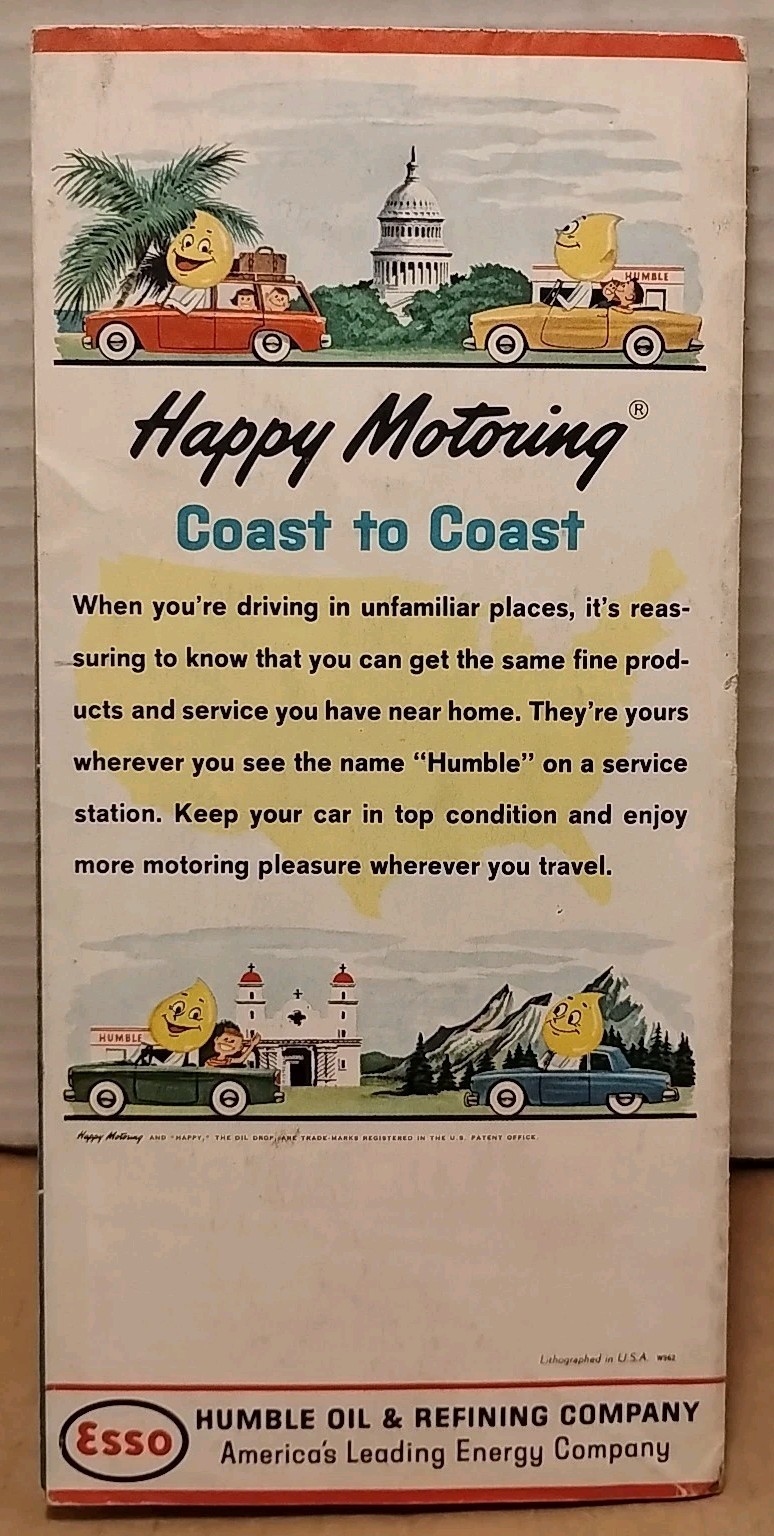 HUMBLE
Happy Motoring®
Coast to Coast
When you're driving in unfamiliar places, it's reas-
suring to know that you can get the same fine prod-
ucts and service you have near home. They're yours
wherever you see the name “Humble” on a service
station. Keep your car in top condition and enjoy
more motoring pleasure wherever you travel.
HUMBLE
Happy Motoring AND “HAPPY,” THE OIL DROP, ARE TRADE-MARKS REGISTERED IN THE U.S. PATENT OFFICE.
Lithographed in U.S.A. W962
Esso
HUMBLE OIL & REFINING COMPANY
America's Leading Energy Company